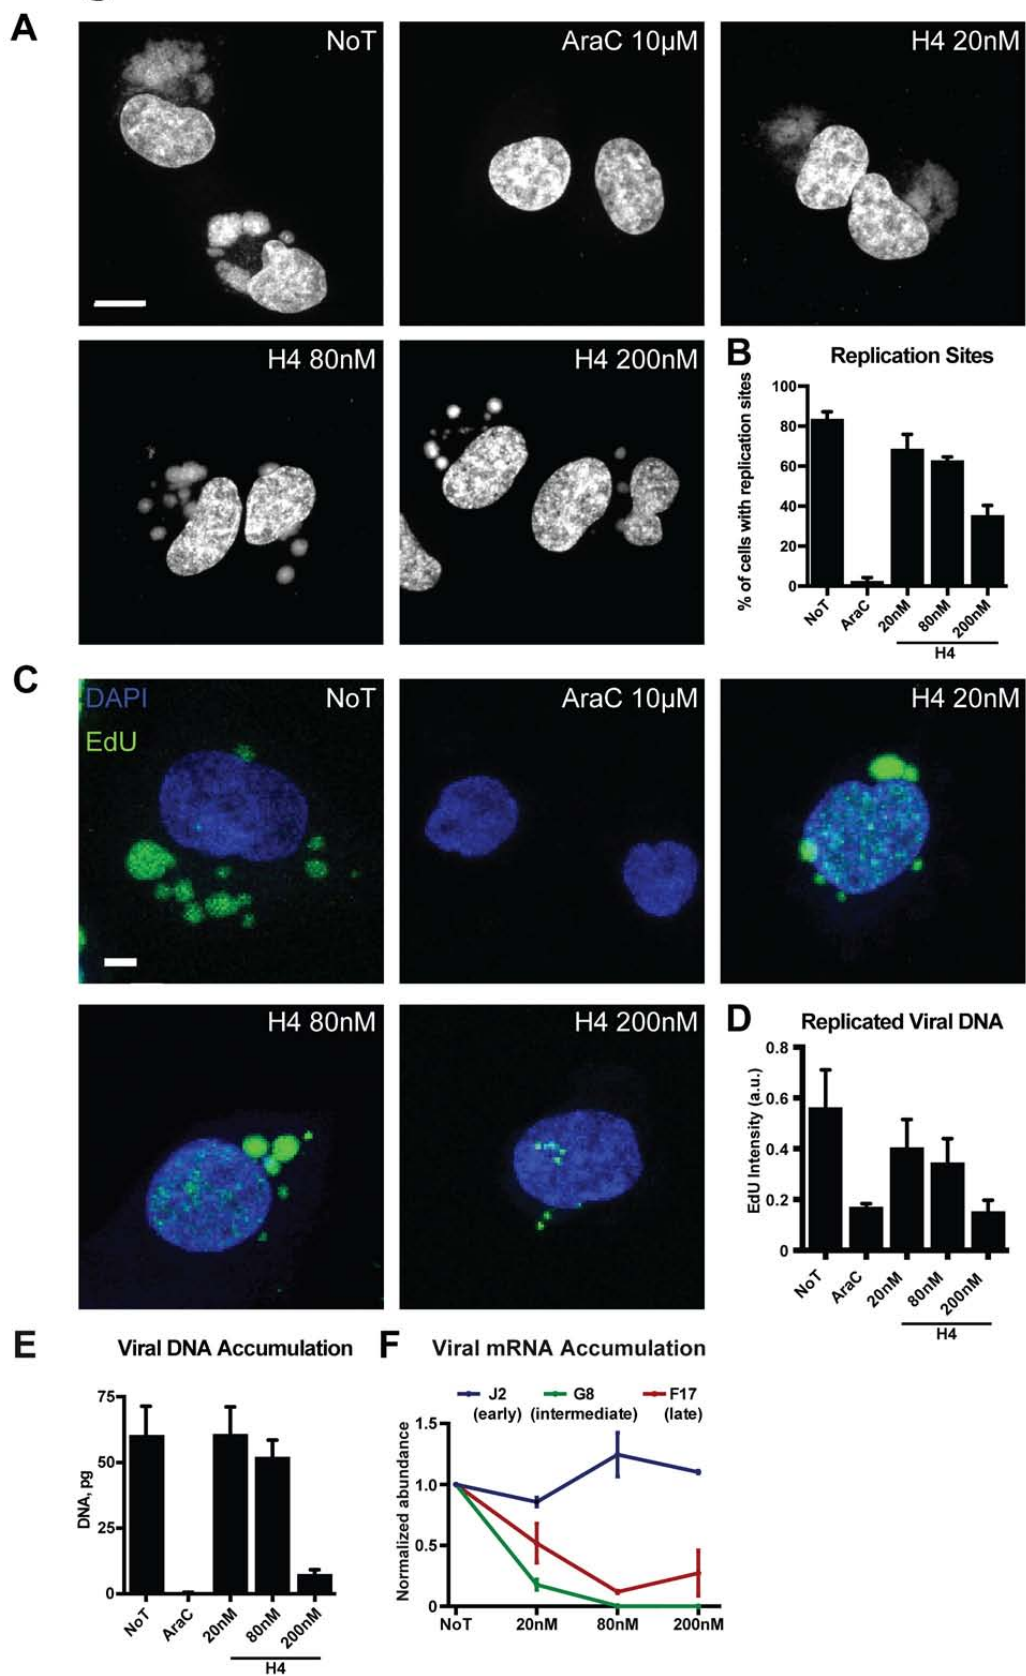 A
NoT
AraC 10µM
H4 20nM
H4 80nM
H4 200nM
B
Replication Sites
% of cells with replication sites
100
80
60
40
20
0
NoT
AraC
20nM
80nM
200nM
H4
C
DAPI
EdU
NoT
AraC 10µM
H4 20nM
H4 80nM
H4 200nM
D
Replicated Viral DNA
EdU Intensity (a.u.)
0.8
0.6
0.4
0.2
0
NoT
AraC
20nM
80nM
200nM
H4
E
Viral DNA Accumulation
DNA, pg
75
50
25
0
NoT
AraC
20nM
80nM
200nM
H4
F
Viral mRNA Accumulation
J2 G8 F17
(early) (intermediate) (late)
Normalized abundance
1.5
1.0
0.5
0
NoT
20nM
80nM
200nM